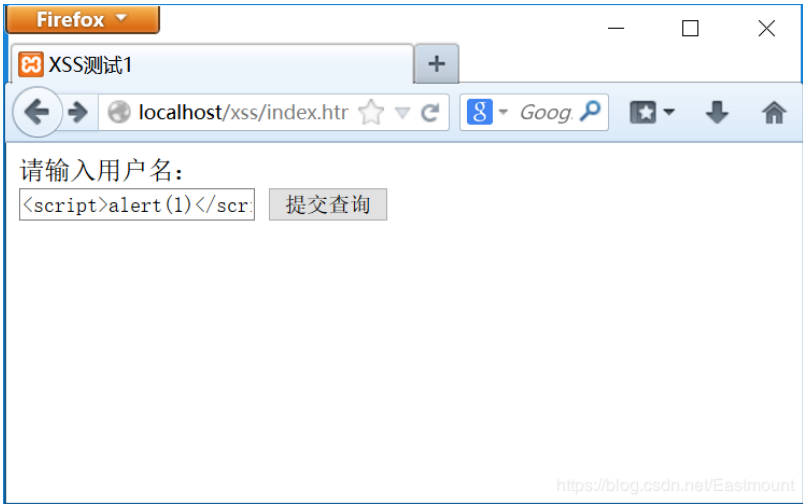 Firefox
XSS测试1
localhost/xss/index.htr
Goog.
请输入用户名：
<script>alert(1)</scr
提交查询
https://blog.csdn.net/Eastmount